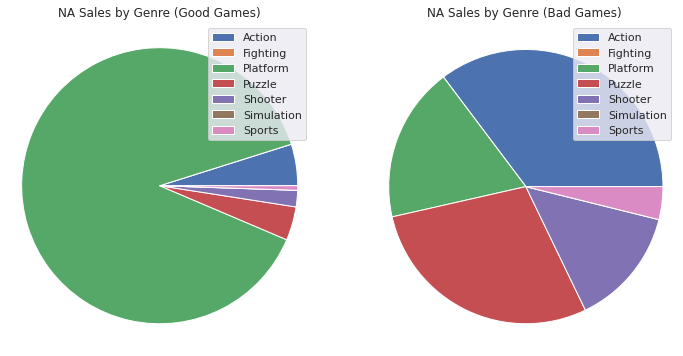 NA Sales by Genre (Good Games)
Action
Fighting
Platform
Puzzle
Shooter
Simulation
Sports
NA Sales by Genre (Bad Games)
Action
Fighting
Platform
Puzzle
Shooter
Simulation
Sports